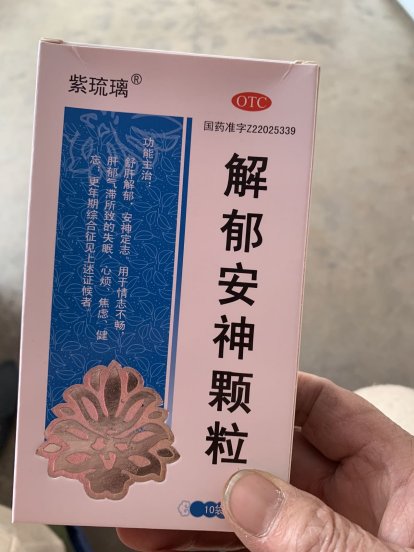 紫琉璃®
OTC
国药准字Z22025339
解郁安神颗粒
功能主治：
舒肝解郁，安神定志。用于情志不畅
肝郁气滞所致的失眠、心烦、焦虑、健
忘、更年期综合征见上述证候者。
10袋